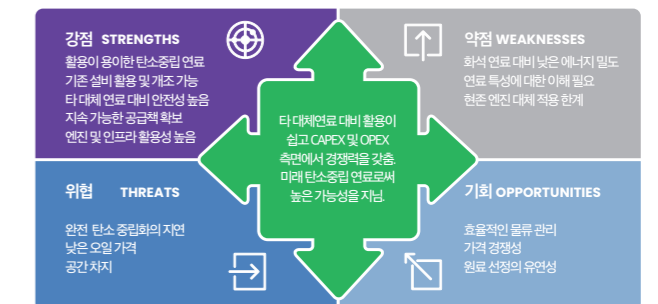 강점 STRENGTHS
활용이 용이한 탄소중립 연료
기존 설비 활용 및 개조 가능
타 대체 연료 대비 안전성 높음
지속 가능한 공급책 확보
엔진 및 인프라 활용성 높음
약점 WEAKNESSES
화석 연료 대비 낮은 에너지 밀도
연료 특성에 대한 이해 필요
현존 엔진 대체 적용 한계
타 대체연료 대비 활용이
쉽고 CAPEX 및 OPEX
측면에서 경쟁력을 갖춤.
미래 탄소중립 연료로써
높은 가능성을 지님.
위협 THREATS
완전 탄소 중립화의 지연
낮은 오일 가격
공간 차지
기회 OPPORTUNITIES
효율적인 물류 관리
가격 경쟁성
원료 선정의 유연성